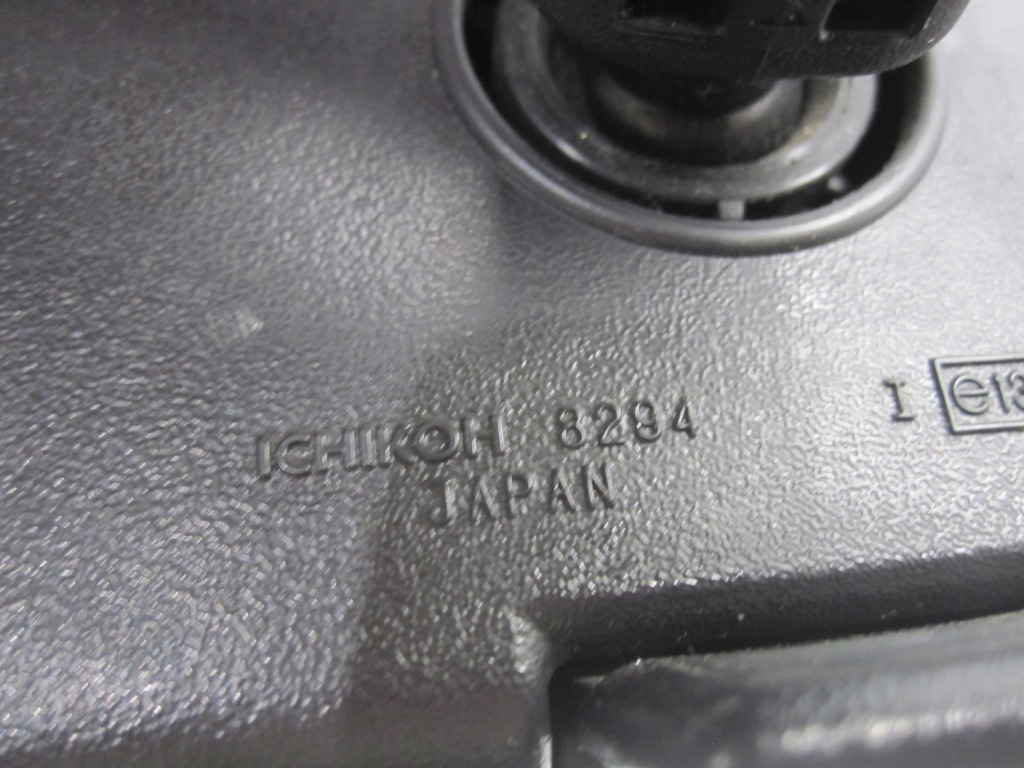 ICHIKOH 8294
JAPAN
I e13